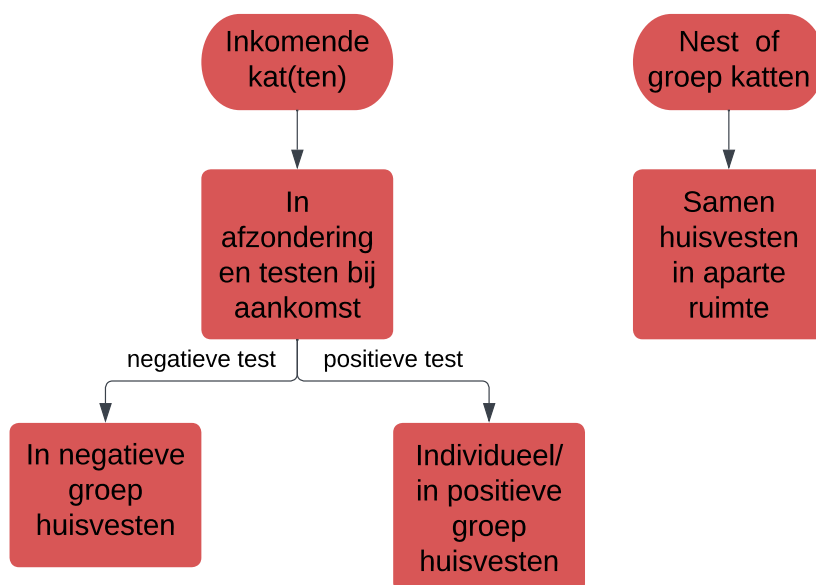 Inkomende
kat(ten)
Nest of
groep katten
In
afzondering
en testen bij
aankomst
Samen
huisvesten
in aparte
ruimte
negatieve test
positieve test
In negatieve
groep
huisvesten
Individueel/
in positieve
groep
huisvesten